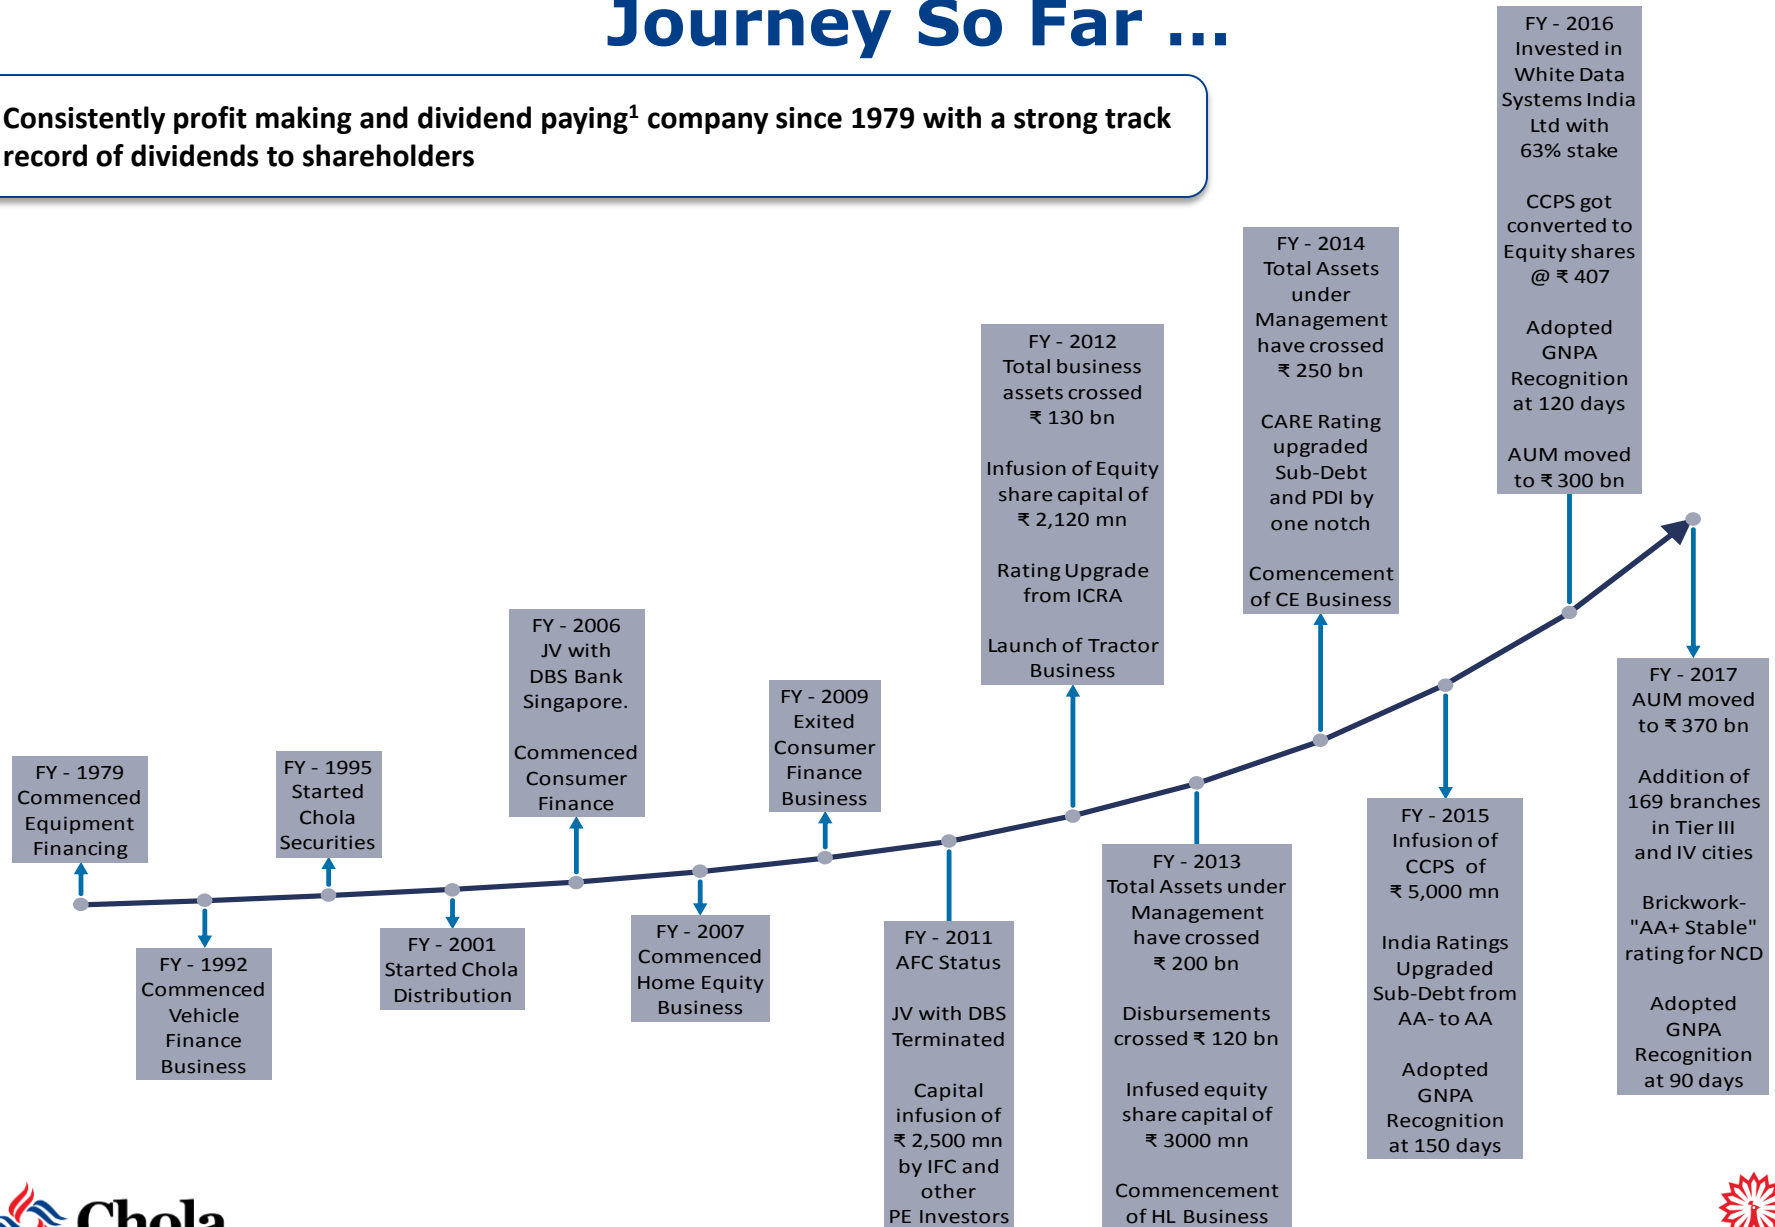 Journey So Far ...
Consistently profit making and dividend paying1 company since 1979 with a strong track
record of dividends to shareholders
FY - 1979
Commenced
Equipment
Financing
FY - 1992
Commenced
Vehicle
Finance
Business
FY - 1995
Started
Chola
Securities
FY - 2001
Started Chola
Distribution
FY - 2006
JV with
DBS Bank
Singapore.
Commenced
Consumer
Finance
FY - 2007
Commenced
Home Equity
Business
FY - 2009
Exited
Consumer
Finance
Business
FY - 2011
AFC Status
JV with DBS
Terminated
Capital
infusion of
₹ 2,500 mn
by IFC and
other
PE Investors
FY - 2012
Total business
assets crossed
₹ 130 bn
Infusion of Equity
share capital of
₹ 2,120 mn
Rating Upgrade
from ICRA
Launch of Tractor
Business
FY - 2013
Total Assets under
Management
have crossed
₹ 200 bn
Disbursements
crossed ₹ 120 bn
Infused equity
share capital of
₹ 3000 mn
Commencement
of HL Business
FY - 2014
Total Assets
under
Management
have crossed
₹ 250 bn
CARE Rating
upgraded
Sub-Debt
and PDI by
one notch
Comencement
of CE Business
FY - 2015
Infusion of
CCPS of
₹ 5,000 mn
India Ratings
Upgraded
Sub-Debt from
AA- to AA
Adopted
GNPA
Recognition
at 150 days
FY - 2016
Invested in
White Data
Systems India
Ltd with
63% stake
CCPS got
converted to
Equity shares
@ ₹ 407
Adopted
GNPA
Recognition
at 120 days
AUM moved
to ₹ 300 bn
FY - 2017
AUM moved
to ₹ 370 bn
Addition of
169 branches
in Tier III
and IV cities
Brickwork-
"AA+ Stable"
rating for NCD
Adopted
GNPA
Recognition
at 90 days
Chola